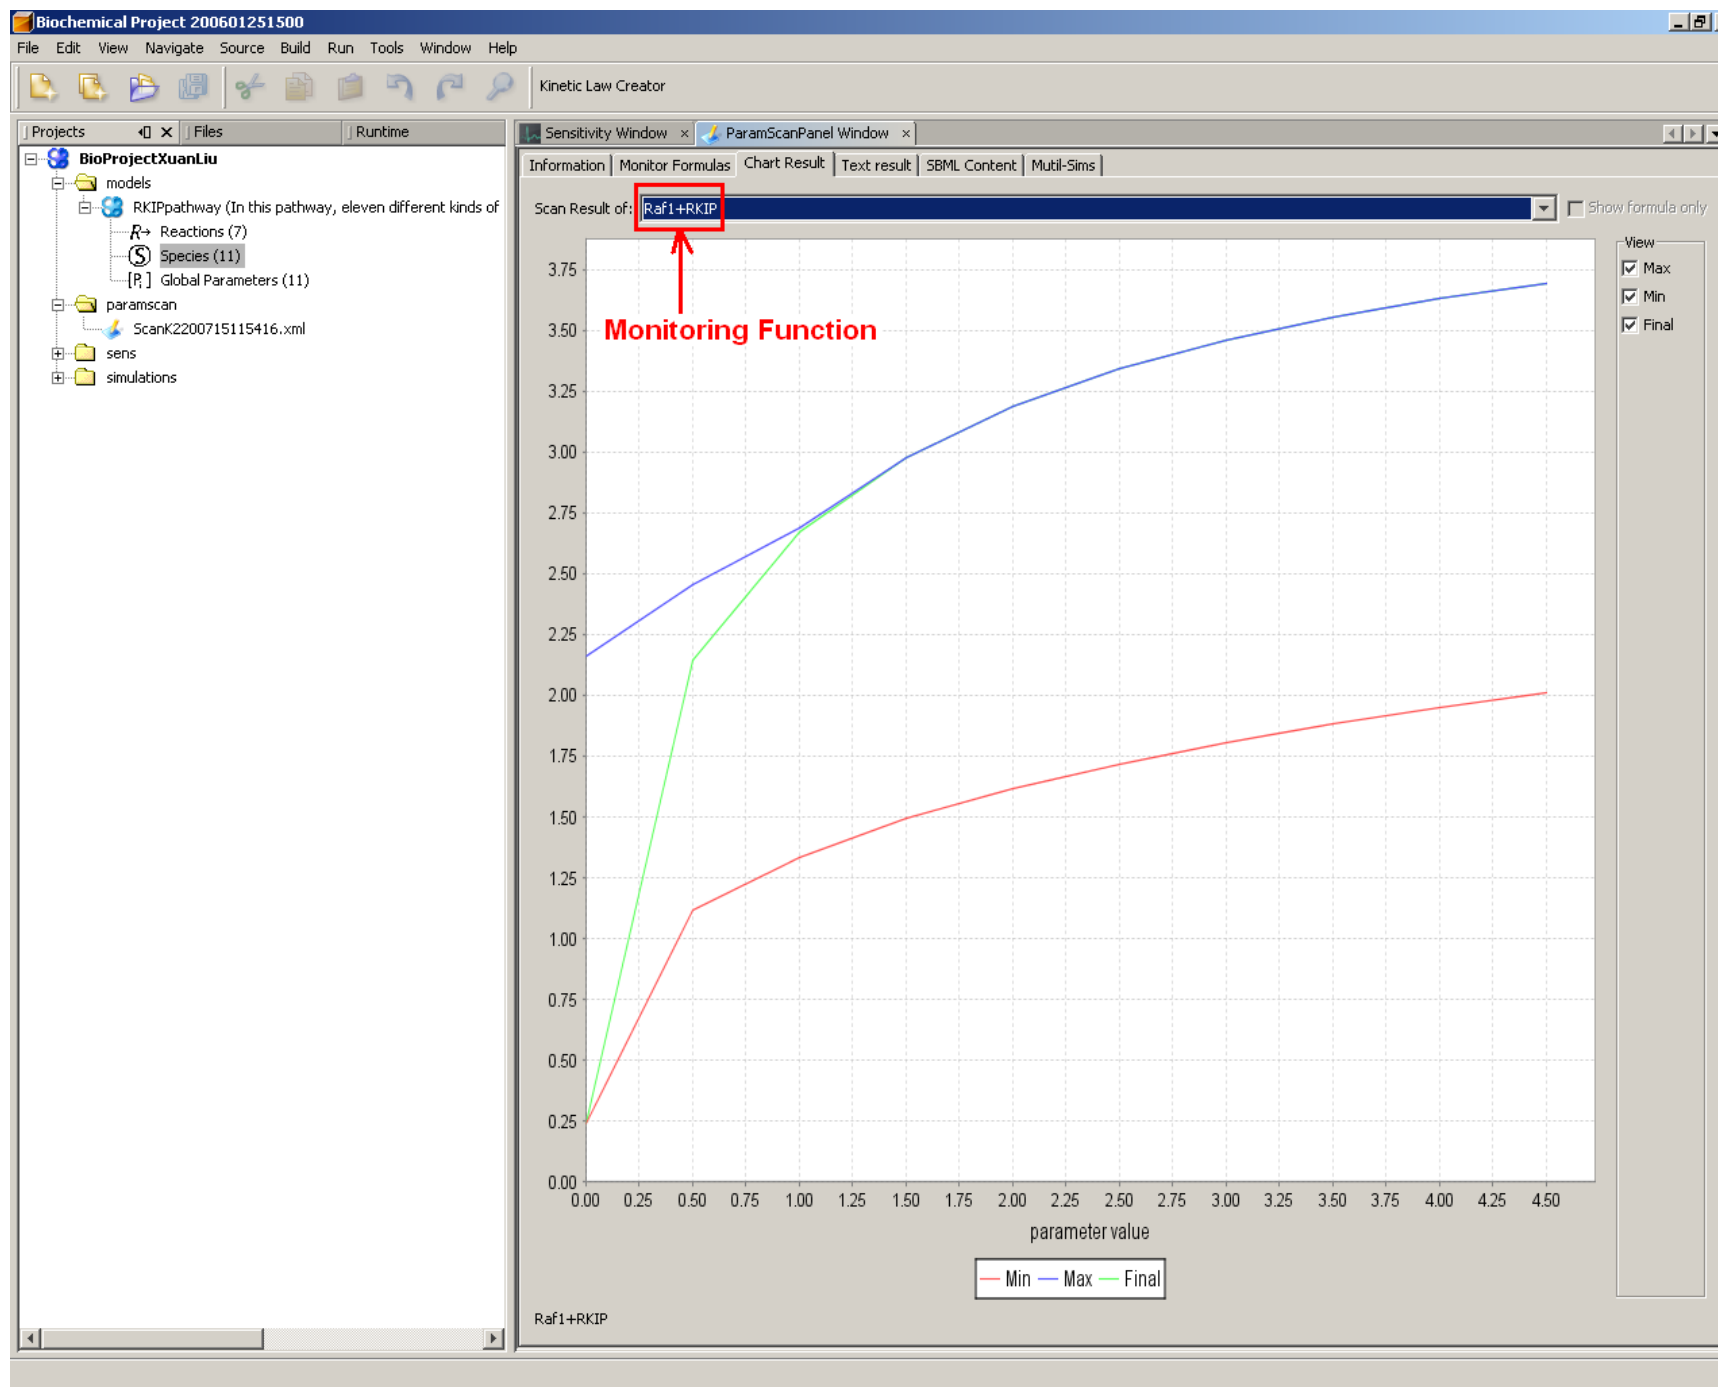 Biochemical Project 200601251500
File Edit View Navigate Source Build Run Tools Window Help
Kinetic Law Creator
Projects Files Runtime
Sensitivity Window ParamScanPanel Window
BioProjectXuanLiu
models
RKIPpathway (In this pathway, eleven different kinds of
R Reactions (7)
S Species (11)
[P,] Global Parameters (11)
paramscan
ScanK2200715115416.xml
sens
simulations
Information Monitor Formulas Chart Result Text result SBML Content Mutil-Sims
Scan Result of: Raf1+RKIP Show formula only
Monitoring Function
View
Max
Min
Final
3.75
3.50
3.25
3.00
2.75
2.50
2.25
2.00
1.75
1.50
1.25
1.00
0.75
0.50
0.25
0.00
0.00 0.25 0.50 0.75 1.00 1.25 1.50 1.75 2.00 2.25 2.50 2.75 3.00 3.25 3.50 3.75 4.00 4.25 4.50
parameter value
Min Max Final
Raf1+RKIP